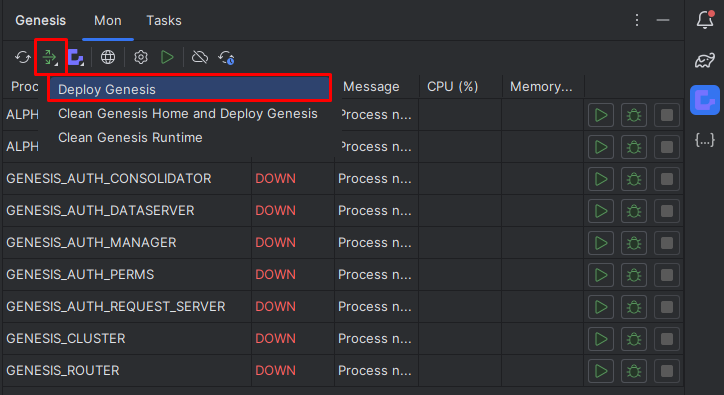 Genesis Mon Tasks
Proc Message CPU (%) Memory...
Deploy Genesis
Clean Genesis Home and Deploy Genesis
Clean Genesis Runtime
ALPH Process n...
ALPH Process n...
GENESIS_AUTH_CONSOLIDATOR DOWN Process n...
GENESIS_AUTH_DATASERVER DOWN Process n...
GENESIS_AUTH_MANAGER DOWN Process n...
GENESIS_AUTH_PERMS DOWN Process n...
GENESIS_AUTH_REQUEST_SERVER DOWN Process n...
GENESIS_CLUSTER DOWN Process n...
GENESIS_ROUTER DOWN Process n...
{...}